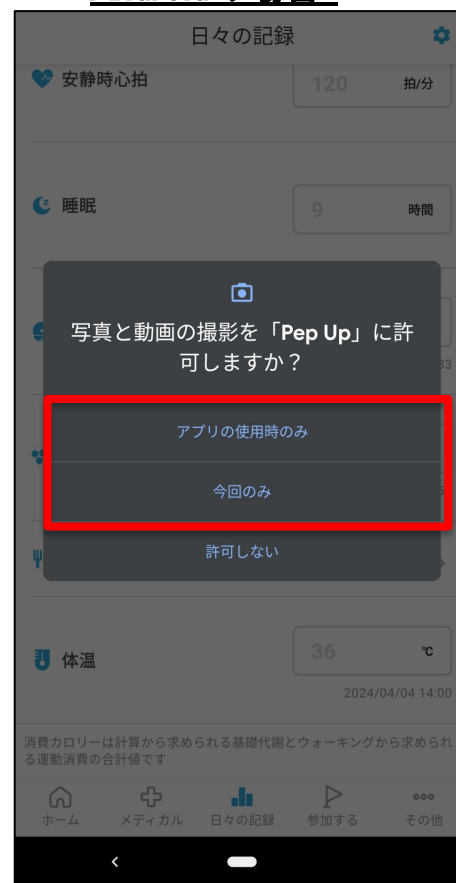 日々の記録
安静時心拍
120 拍/分
睡眠
9 時間
写真と動画の撮影を「Pep Up」に許
可しますか？
アプリの使用時のみ
今回のみ
許可しない
体温
36 ℃
2024/04/04 14:00
消費カロリーは計算から求められる基礎代謝とウォーキングから求められ
る運動消費の合計値です
ホーム メディカル 日々の記録 参加する その他